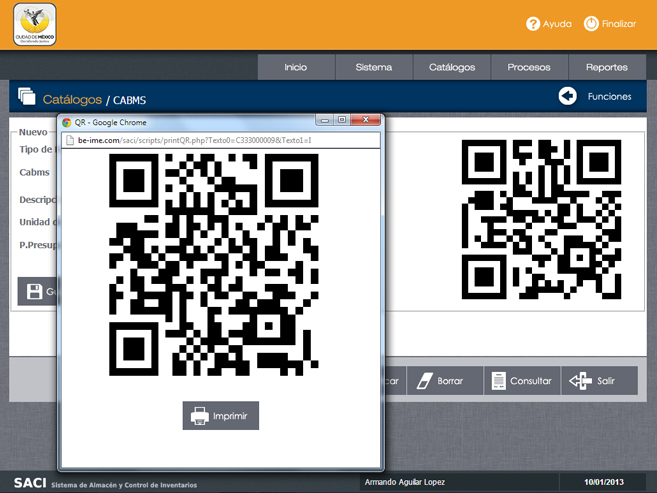 CIUDAD DE MÉXICO
Ayuda
Finalizar
Inicio
Sistema
Catálogos
Procesos
Reportes
Catálogos / CABMS
Funciones
QR - Google Chrome
be-ime.com/saci/scripts/printQR.php?Texto0=C333000009&Texto1=I
Nuevo
Tipo de
Cabms
Descripc
Unidad d
P.Presup
Gu
Imprimir
car
Borrar
Consultar
Salir
SACI Sistema de Almacén y Control de Inventarios
Armando Aguilar Lopez
10/01/2013